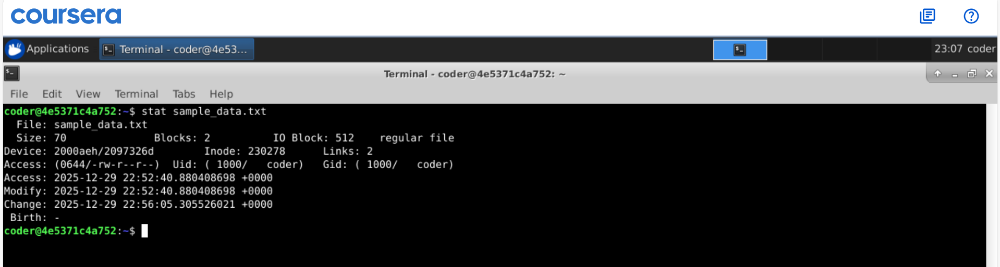 coursera
Applications Terminal - coder@4e53... 23:07 coder
Terminal - coder@4e5371c4a752: ~
File Edit View Terminal Tabs Help
coder@4e5371c4a752:~$ stat sample_data.txt
  File: sample_data.txt
  Size: 70              Blocks: 2          IO Block: 512    regular file
Device: 2000aeh/2097326d        Inode: 230278      Links: 2
Access: (0644/-rw-r--r--)  Uid: ( 1000/   coder)   Gid: ( 1000/   coder)
Access: 2025-12-29 22:52:40.880408698 +0000
Modify: 2025-12-29 22:52:40.880408698 +0000
Change: 2025-12-29 22:56:05.305526021 +0000
 Birth: -
coder@4e5371c4a752:~$